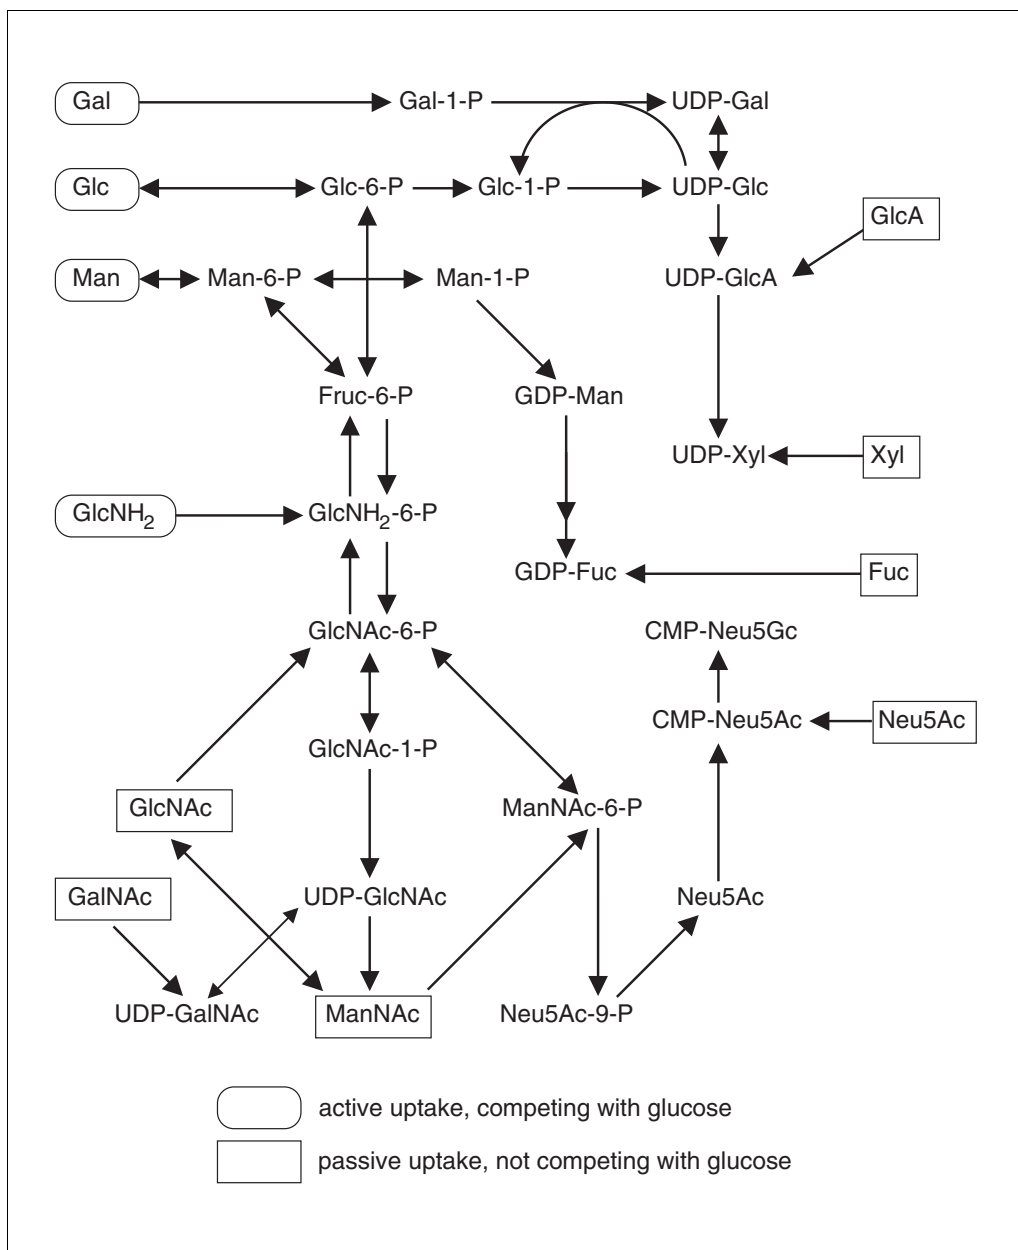 Gal Gal-1-P UDP-Gal
Glc Glc-6-P Glc-1-P UDP-Glc
GlcA
Man Man-6-P Man-1-P UDP-GlcA
Fruc-6-P GDP-Man
UDP-Xyl Xyl
GlcNH2 GlcNH2-6-P
GDP-Fuc Fuc
GlcNAc-6-P CMP-Neu5Gc
CMP-Neu5Ac Neu5Ac
GlcNAc-1-P
GlcNAc ManNAc-6-P
GalNAc UDP-GlcNAc Neu5Ac
UDP-GalNAc ManNAc Neu5Ac-9-P
active uptake, competing with glucose
passive uptake, not competing with glucose